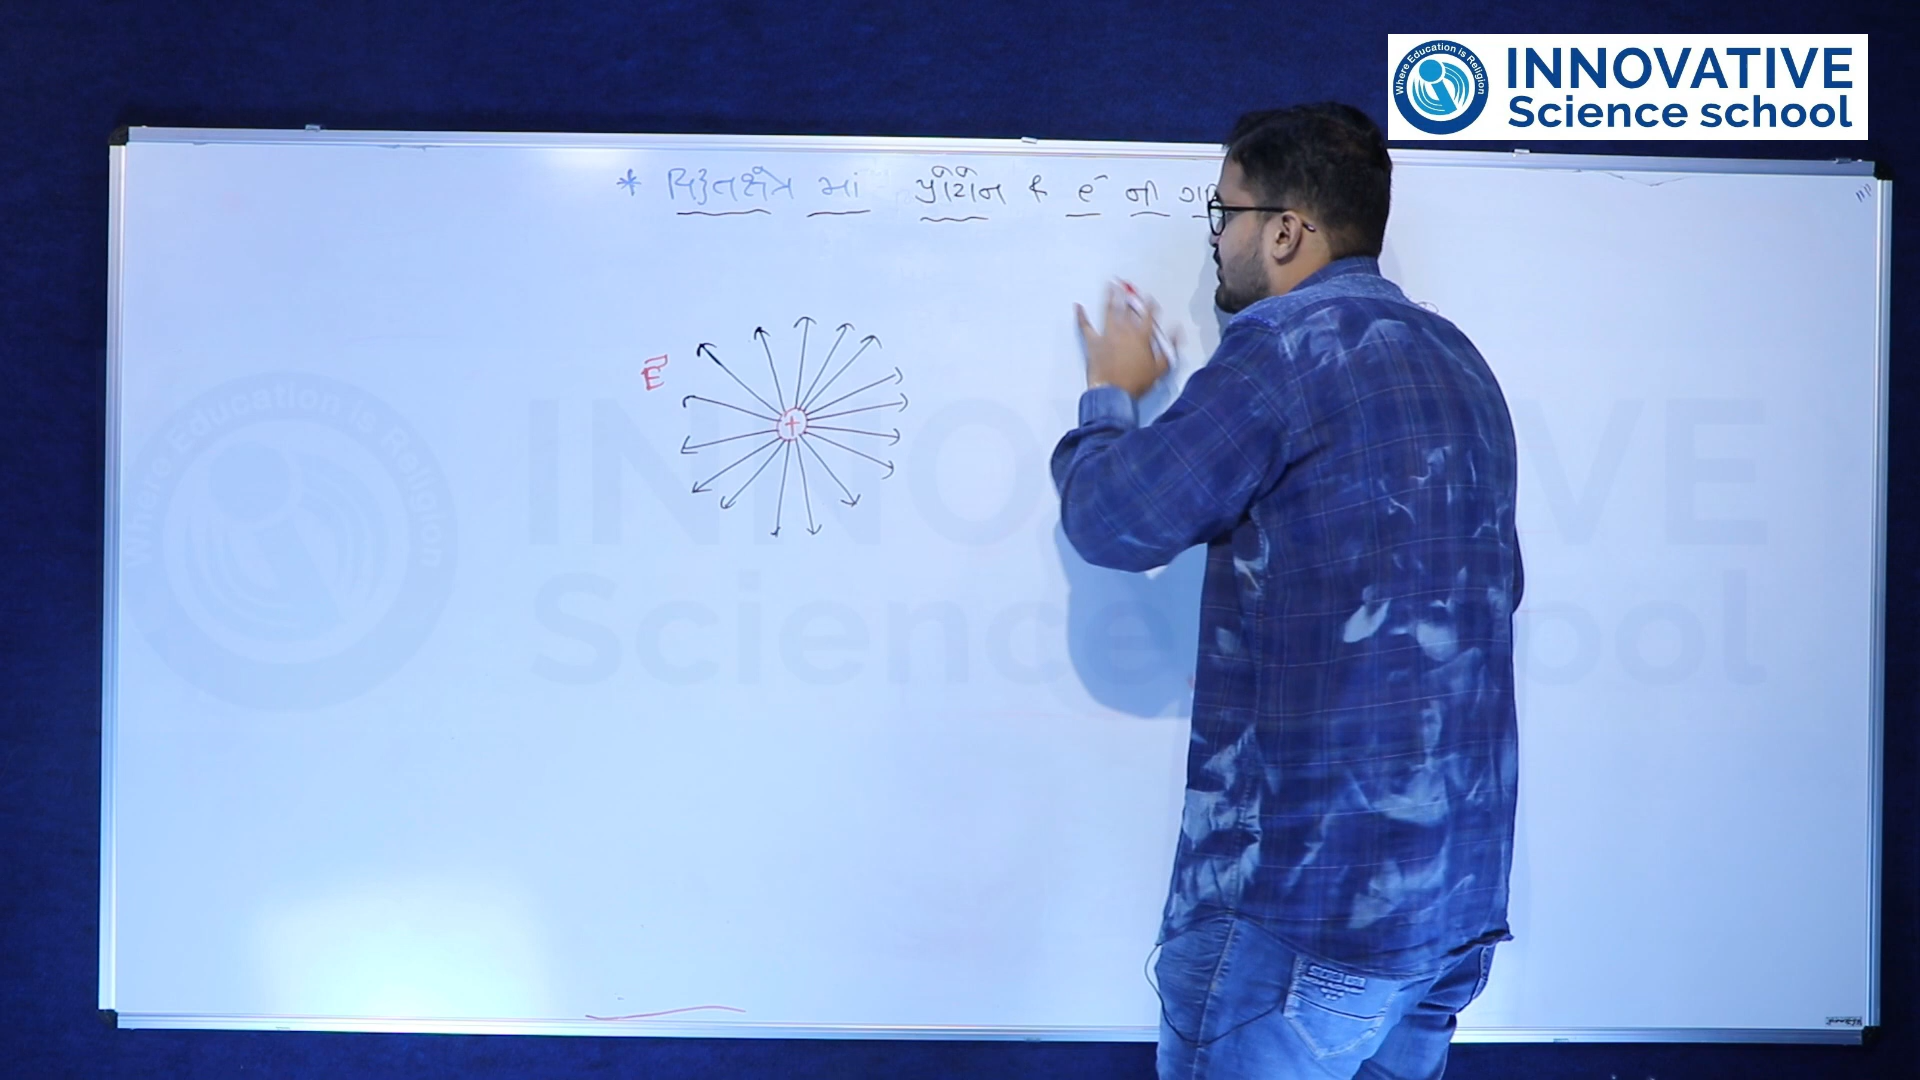 Where Education is Religion
INNOVATIVE
Science school
* વિદ્યુતક્ષેત્ર માં પ્રોટોન & e⁻ ની
E⃗
+